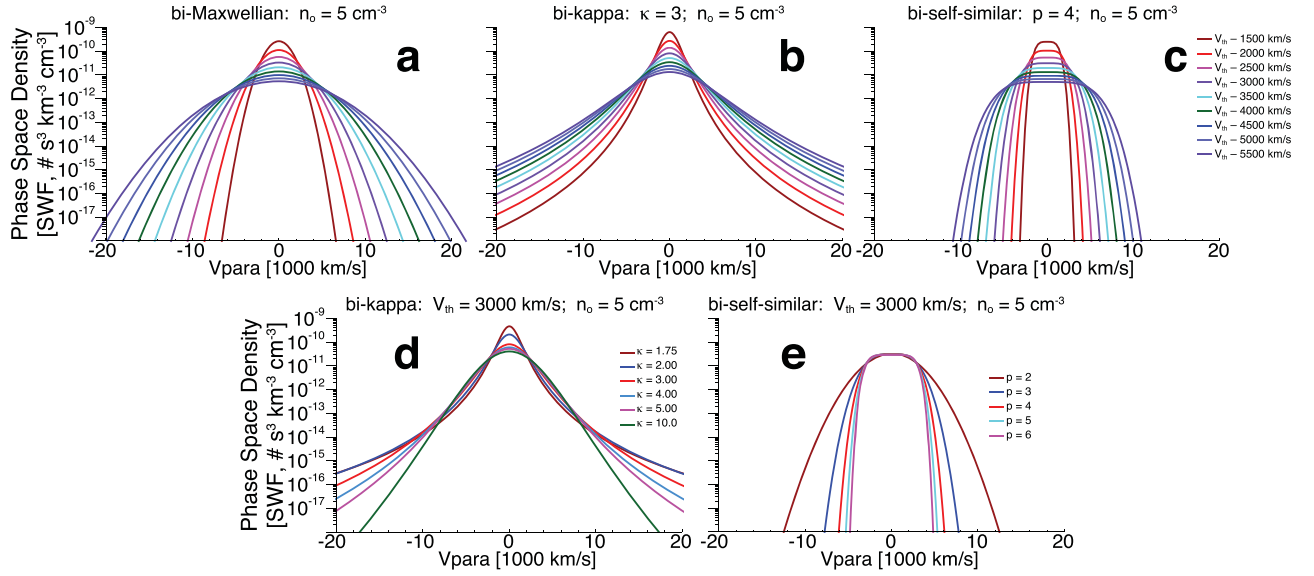 bi-Maxwellian: nₒ = 5 cm⁻³
bi-kappa: κ = 3; nₒ = 5 cm⁻³
bi-self-similar: p = 4; nₒ = 5 cm⁻³
Phase Space Density
[SWF, # s³ km⁻³ cm⁻³]
10⁻⁹
10⁻¹⁰
10⁻¹¹
10⁻¹²
10⁻¹³
10⁻¹⁴
10⁻¹⁵
10⁻¹⁶
10⁻¹⁷
a
b
c
Vₜₕ – 1500 km/s
Vₜₕ – 2000 km/s
Vₜₕ – 2500 km/s
Vₜₕ – 3000 km/s
Vₜₕ – 3500 km/s
Vₜₕ – 4000 km/s
Vₜₕ – 4500 km/s
Vₜₕ – 5000 km/s
Vₜₕ – 5500 km/s
-20 -10 0 10 20
-20 -10 0 10 20
-20 -10 0 10 20
Vpara [1000 km/s]
Vpara [1000 km/s]
Vpara [1000 km/s]
bi-kappa: Vₜₕ = 3000 km/s; nₒ = 5 cm⁻³
bi-self-similar: Vₜₕ = 3000 km/s; nₒ = 5 cm⁻³
Phase Space Density
[SWF, # s³ km⁻³ cm⁻³]
10⁻⁹
10⁻¹⁰
10⁻¹¹
10⁻¹²
10⁻¹³
10⁻¹⁴
10⁻¹⁵
10⁻¹⁶
10⁻¹⁷
d
κ = 1.75
κ = 2.00
κ = 3.00
κ = 4.00
κ = 5.00
κ = 10.0
e
p = 2
p = 3
p = 4
p = 5
p = 6
-20 -10 0 10 20
-20 -10 0 10 20
Vpara [1000 km/s]
Vpara [1000 km/s]